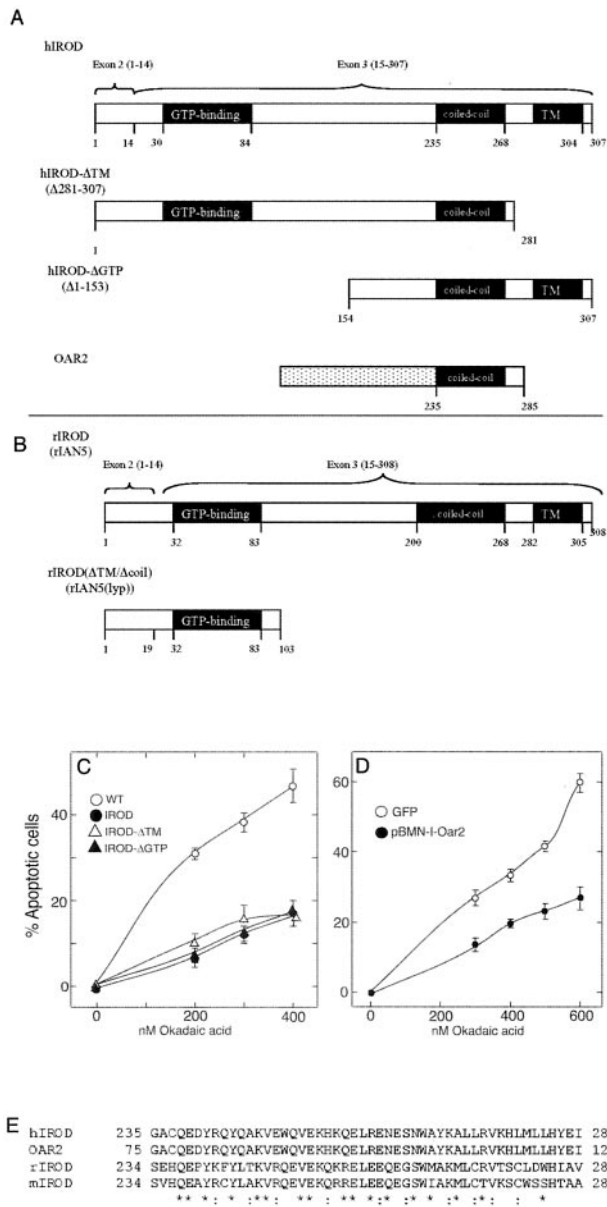 A
hIROD
Exon 2 (1-14) Exon 3 (15-307)
GTP-binding coiled-coil TM
1 14 30 84 235 268 304 307
hIROD-ΔTM
(Δ281-307)
GTP-binding coiled-coil
1 281
hIROD-ΔGTP
(Δ1-153)
coiled-coil TM
154 307
OAR2
coiled-coil
235 285
B
rIROD
(rIAN5)
Exon 2 (1-14) Exon 3 (15-308)
GTP-binding coiled-coil TM
1 32 83 200 268 282 305 308
rIROD(ΔTM/Δcoil)
(rIAN5(lyp))
GTP-binding
1 19 32 83 103
C
WT
IROD
IROD-ΔTM
IROD-ΔGTP
% Apoptotic cells
40
20
0
0 200 400
nM Okadaic acid
D
GFP
pBMN-I-Oar2
60
40
20
0
0 200 400 600
nM Okadaic acid
E
hIROD 235 GACQEDYRQYQAKVEWQVEKHKQELRENESNWAYKALLRVKHLMLLHYEI 28
OAR2 75 GACQEDYRQYQAKVEWQVEKHKQELRENESNWAYKALLRVKHLMLLHYEI 12
rIROD 234 SEHQEPYKFYLTKVRQEVEKQKRELEEQEGSWMAKMLCRVTSCLDWHIAV 28
mIROD 234 SVHQEAYRCYLAKVRQEVEKQKRELEEQEGSWIAKMLCTVKSCWSSHTAA 28
** *: * :**: ***:* **:*:*: :* * *: *: : *